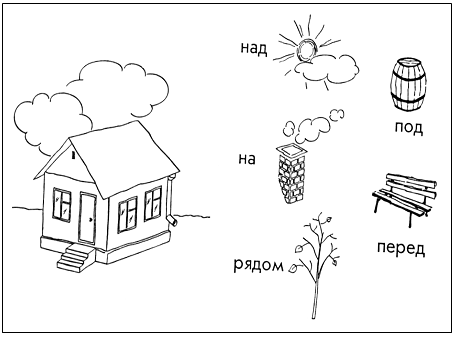 над
под
на
перед
рядом